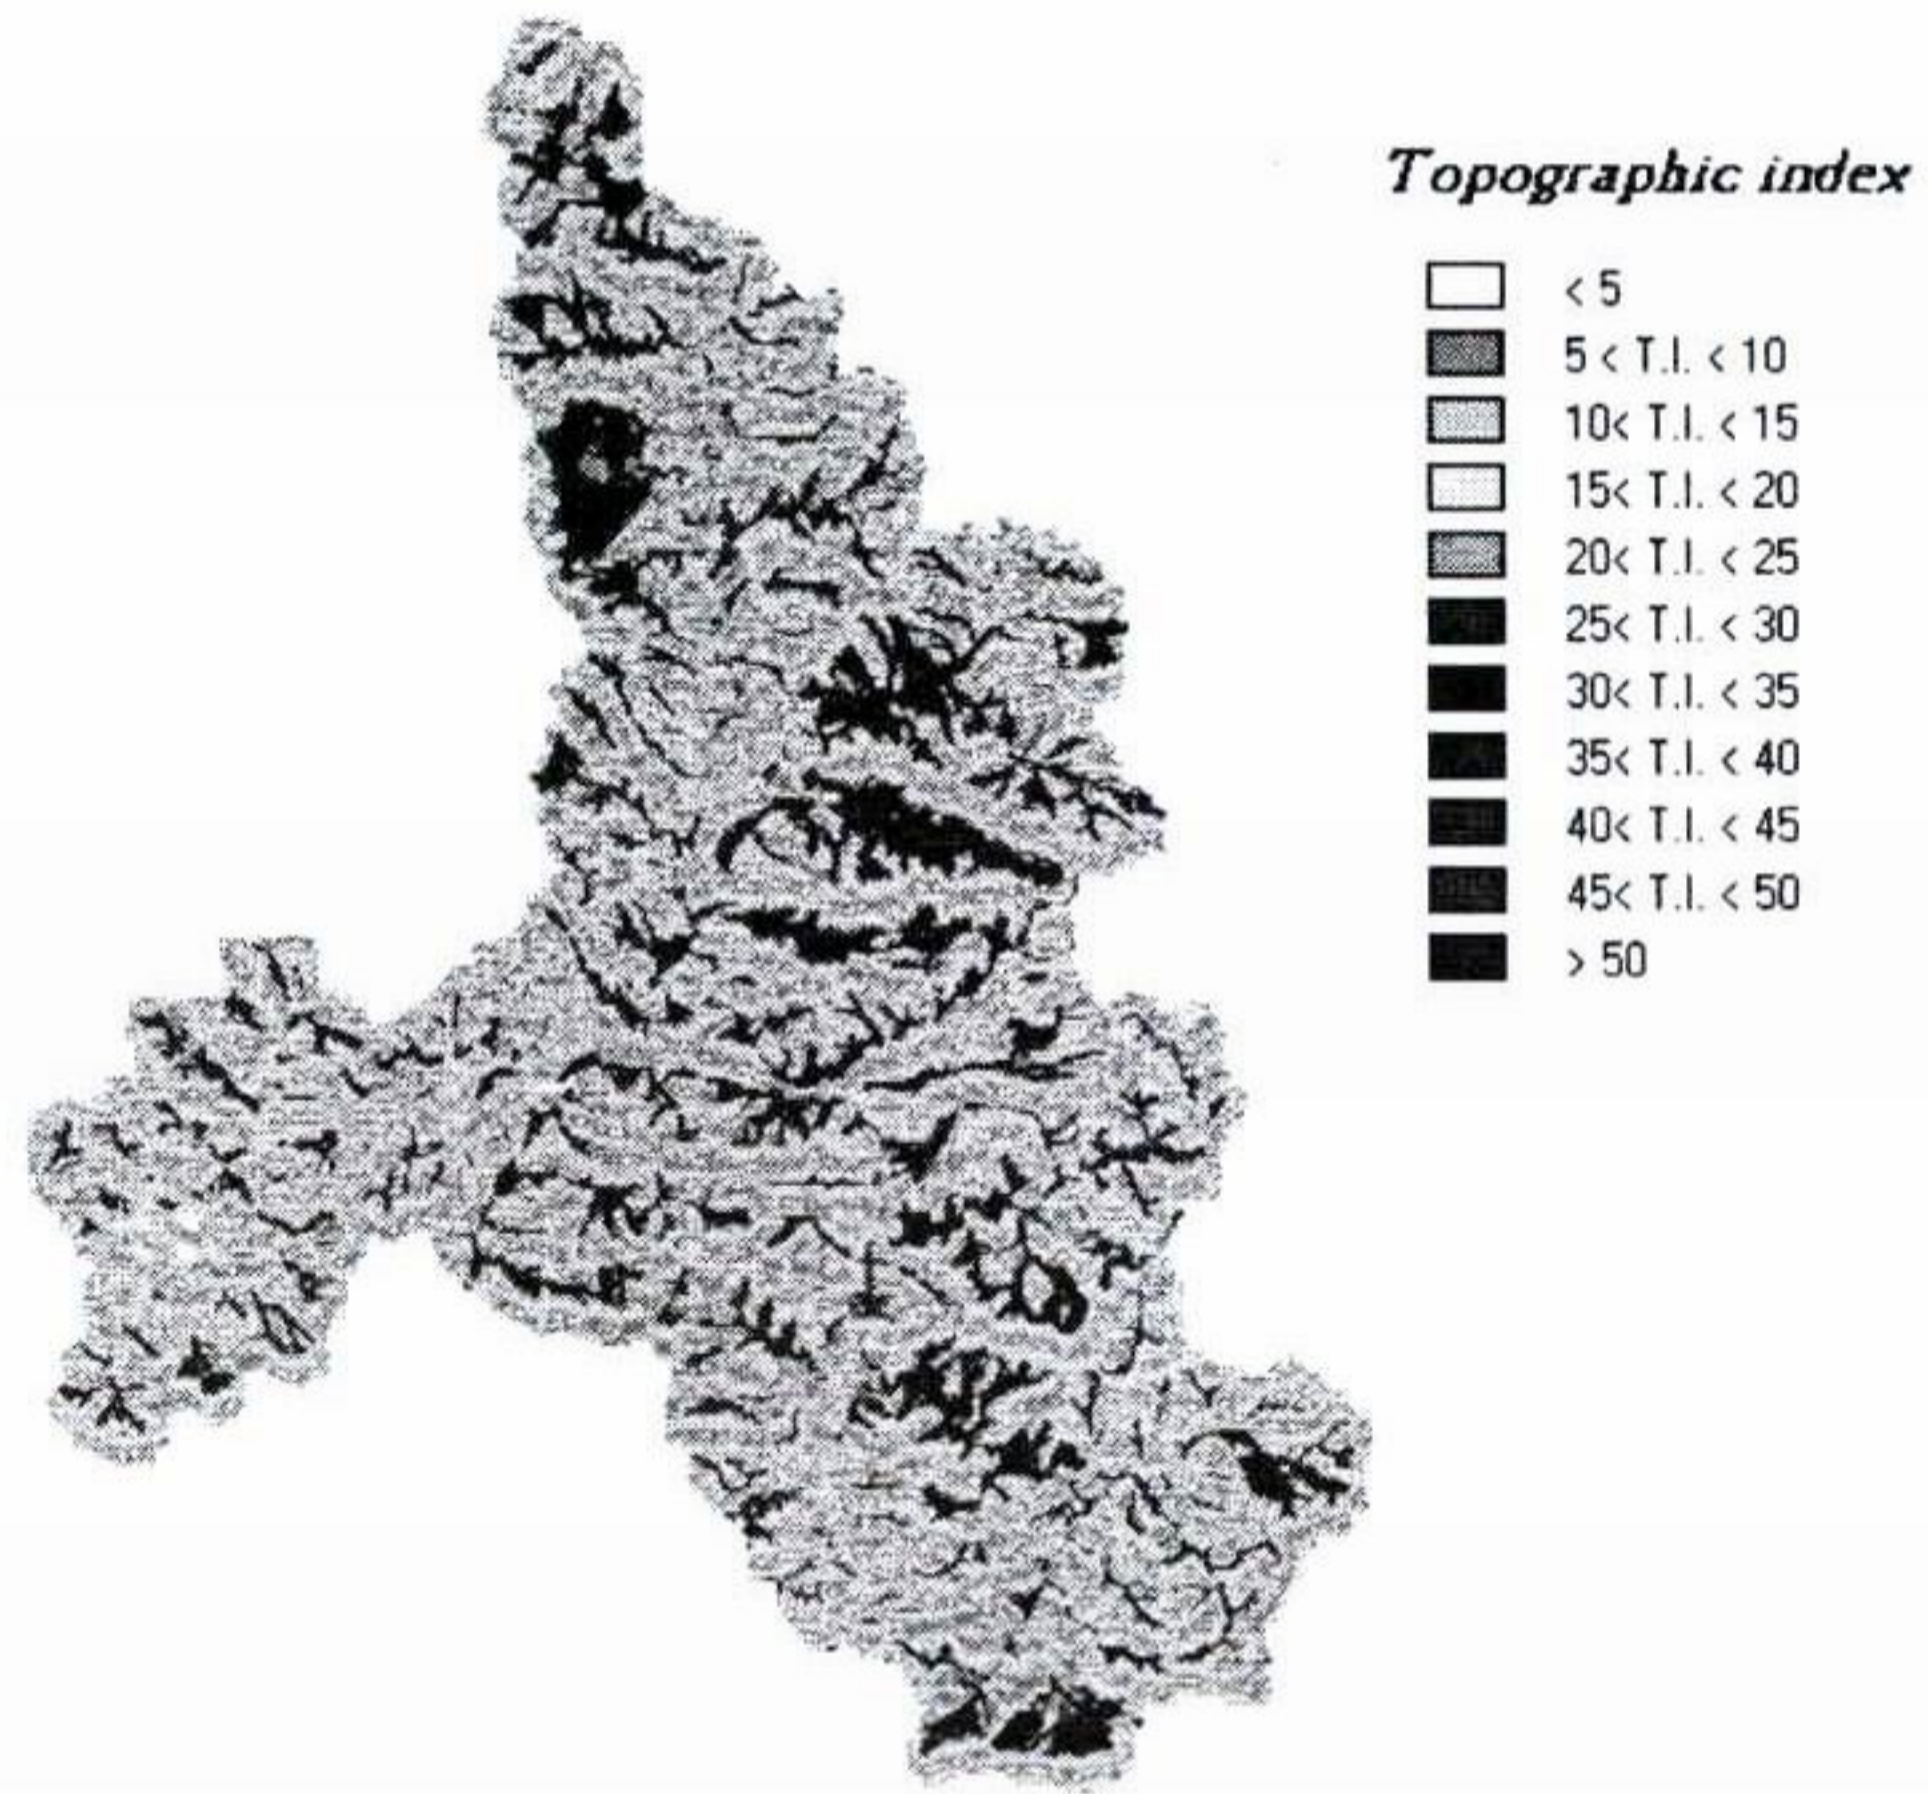 Topographic index
< 5
5 < T.I. < 10
10< T.I. < 15
15< T.I. < 20
20< T.I. < 25
25< T.I. < 30
30< T.I. < 35
35< T.I. < 40
40< T.I. < 45
45< T.I. < 50
> 50